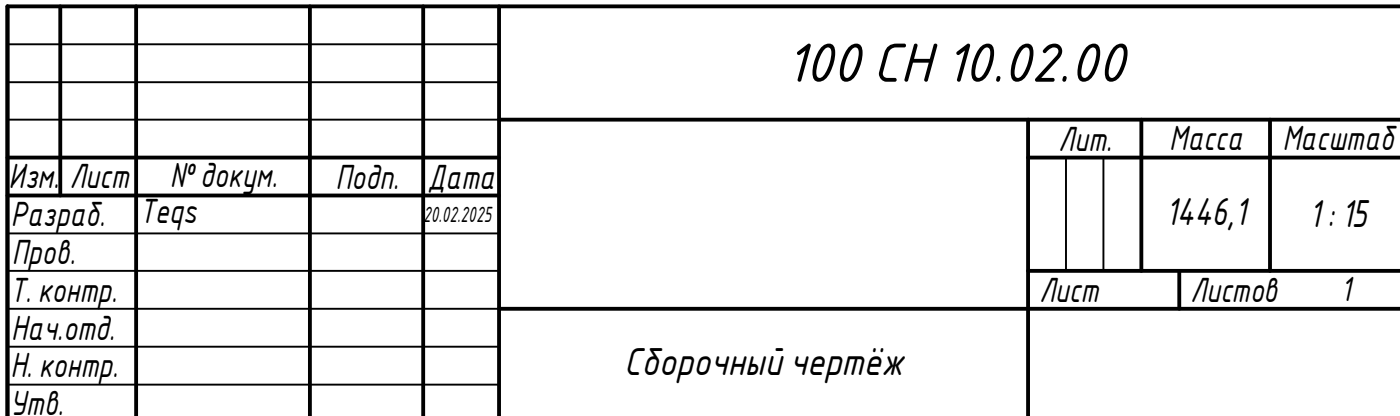 100 СН 10.02.00
Лит. Масса Масштаб
Изм. Лист № докум. Подп. Дата
Разраб. Teqs 20.02.2025
1446,1 1 : 15
Пров.
Т. контр.
Лист Листов 1
Нач.отд.
Сборочный чертёж
Н. контр.
Утв.